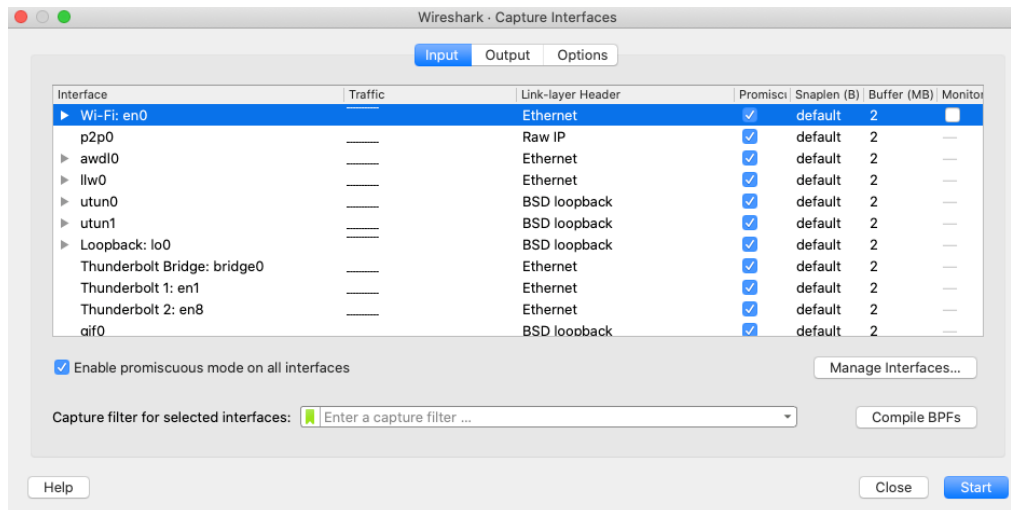 Wireshark · Capture Interfaces
Input Output Options
Interface Traffic Link-layer Header Promisc Snaplen (B) Buffer (MB) Monitor
Wi-Fi: en0 Ethernet default 2
p2p0 Raw IP default 2 —
awdl0 Ethernet default 2 —
llw0 Ethernet default 2 —
utun0 BSD loopback default 2 —
utun1 BSD loopback default 2 —
Loopback: lo0 BSD loopback default 2 —
Thunderbolt Bridge: bridge0 Ethernet default 2 —
Thunderbolt 1: en1 Ethernet default 2 —
Thunderbolt 2: en8 Ethernet default 2 —
gif0 BSD loopback default 2 —
Enable promiscuous mode on all interfaces
Manage Interfaces...
Capture filter for selected interfaces: Enter a capture filter ... Compile BPFs
Help Close Start